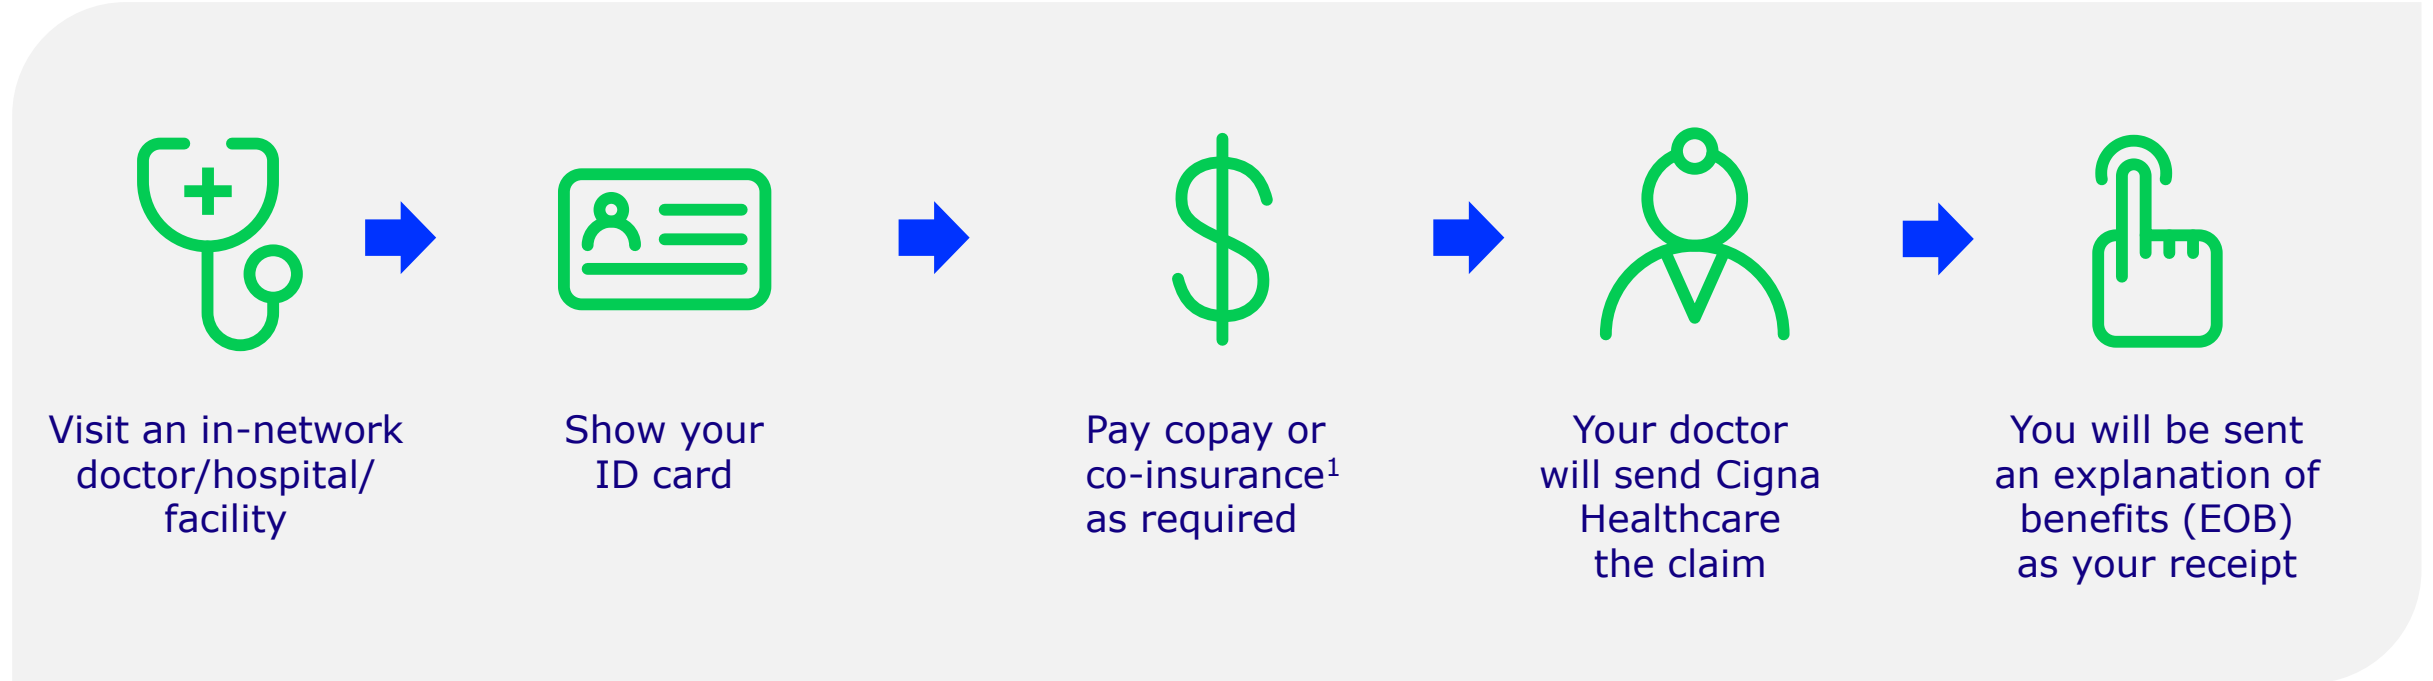 Visit an in-network
doctor/hospital/
facility
Show your
ID card
Pay copay or
co-insurance¹
as required
Your doctor
will send Cigna
Healthcare
the claim
You will be sent
an explanation of
benefits (EOB)
as your receipt